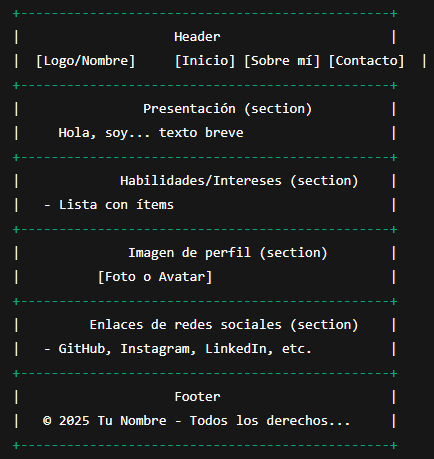 +------------------------------------------------+
| Header |
| [Logo/Nombre] [Inicio] [Sobre mí] [Contacto] |
+------------------------------------------------+
| Presentación (section) |
| Hola, soy... texto breve |
+------------------------------------------------+
| Habilidades/Intereses (section) |
| - Lista con ítems |
+------------------------------------------------+
| Imagen de perfil (section) |
| [Foto o Avatar] |
+------------------------------------------------+
| Enlaces de redes sociales (section) |
| - GitHub, Instagram, LinkedIn, etc. |
+------------------------------------------------+
| Footer |
| © 2025 Tu Nombre - Todos los derechos... |
+------------------------------------------------+